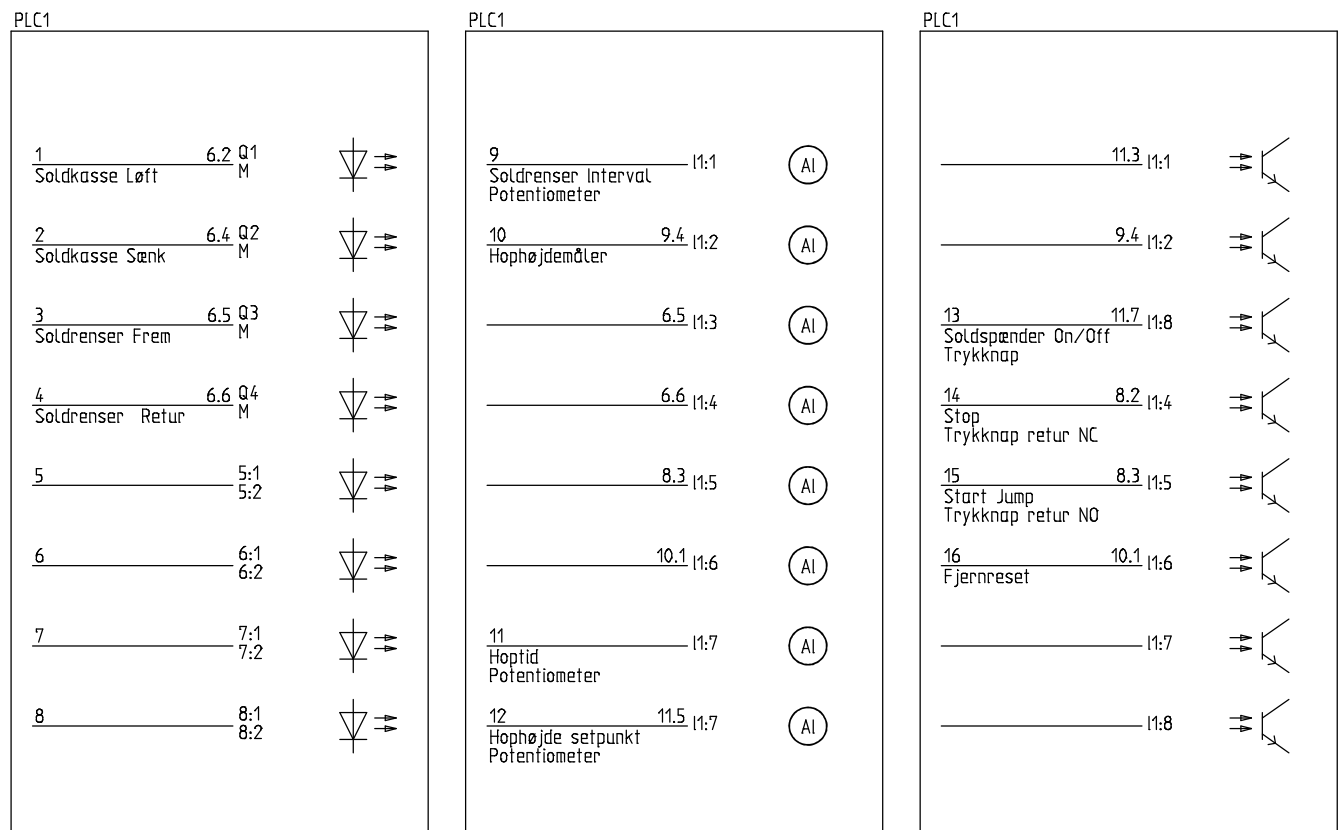 PLC1
1 6.2 Q1
M
Soldkasse Løft
2 6.4 Q2
M
Soldkasse Sænk
3 6.5 Q3
M
Soldrenser Frem
4 6.6 Q4
M
Soldrenser Retur
5 5:1
5:2
6 6:1
6:2
7 7:1
7:2
8 8:1
8:2
PLC1
9 I1:1 AI
Soldrenser Interval
Potentiometer
10 9.4 I1:2 AI
Hophøjdemåler
6.5 I1:3 AI
6.6 I1:4 AI
8.3 I1:5 AI
10.1 I1:6 AI
11 I1:7 AI
Hoptid
Potentiometer
12 11.5 I1:7 AI
Hophøjde setpunkt
Potentiometer
PLC1
11.3 I1:1
9.4 I1:2
13 11.7 I1:8
Soldspænder On/Off
Trykknap
14 8.2 I1:4
Stop
Trykknap retur NC
15 8.3 I1:5
Start Jump
Trykknap retur NO
16 10.1 I1:6
Fjernreset
I1:7
I1:8